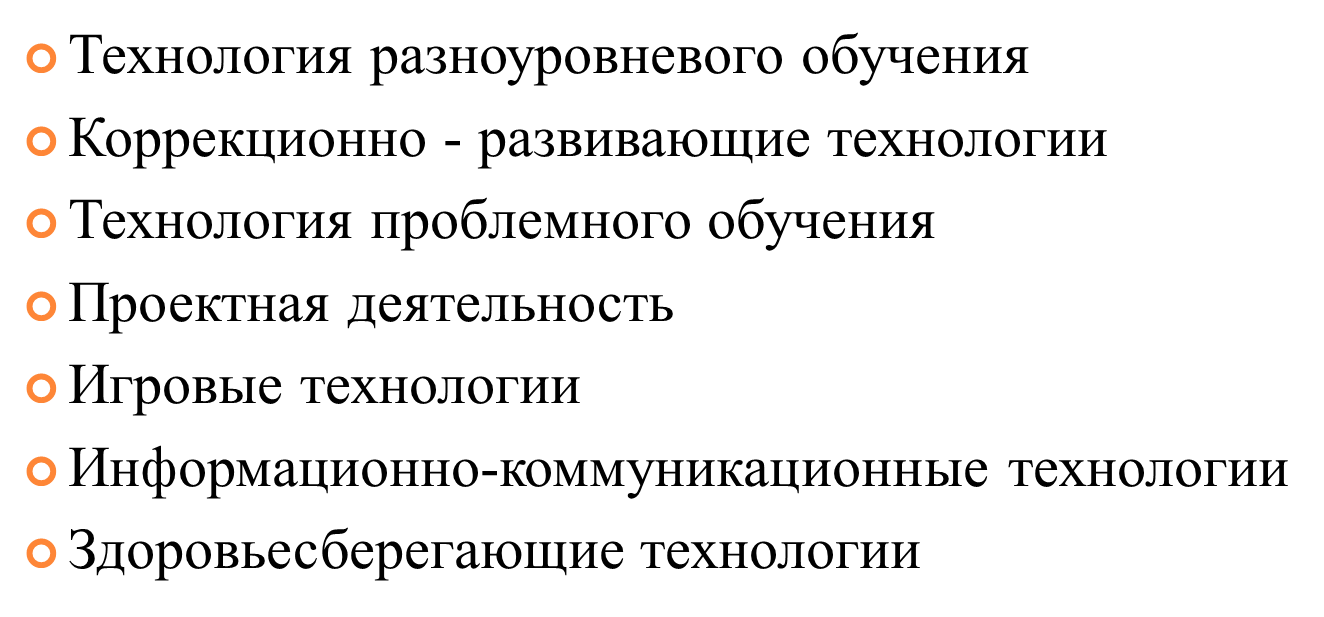 Технология разноуровневого обучения
Коррекционно - развивающие технологии
Технология проблемного обучения
Проектная деятельность
Игровые технологии
Информационно-коммуникационные технологии
Здоровьесберегающие технологии